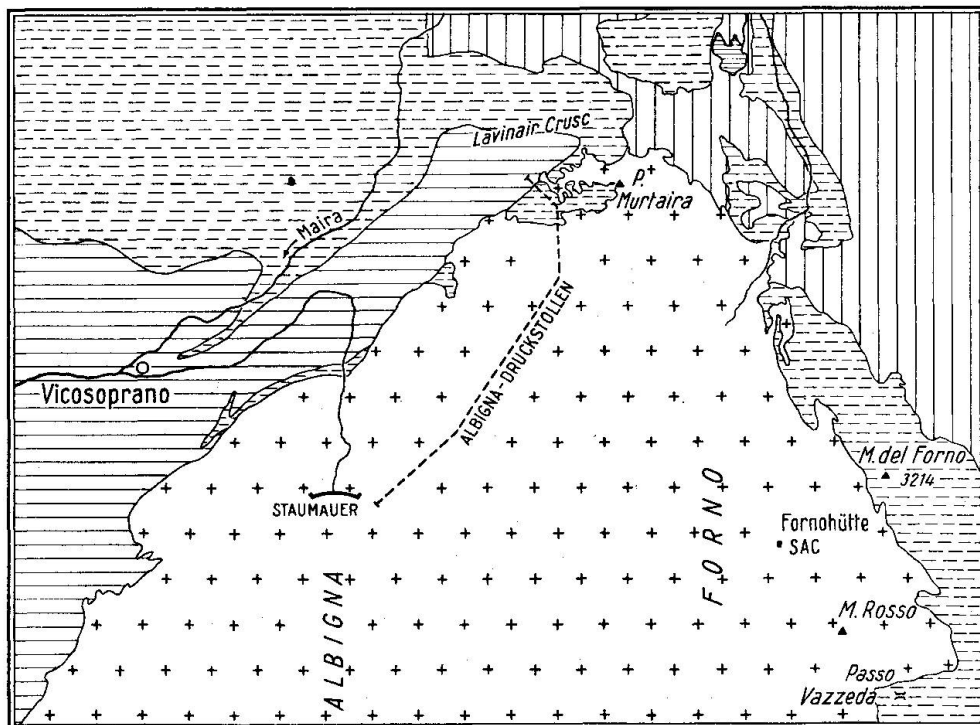 Lavinair Crusc
P.
Murtaira
Maira
ALBIGNA-DRUCKSTOLLEN
Vicosoprano
M. del Forno
3214
STAUMAUER
FORNO
Fornohütte
SAC
ALBIGNA
M. Rosso
Passo
Vazzeda